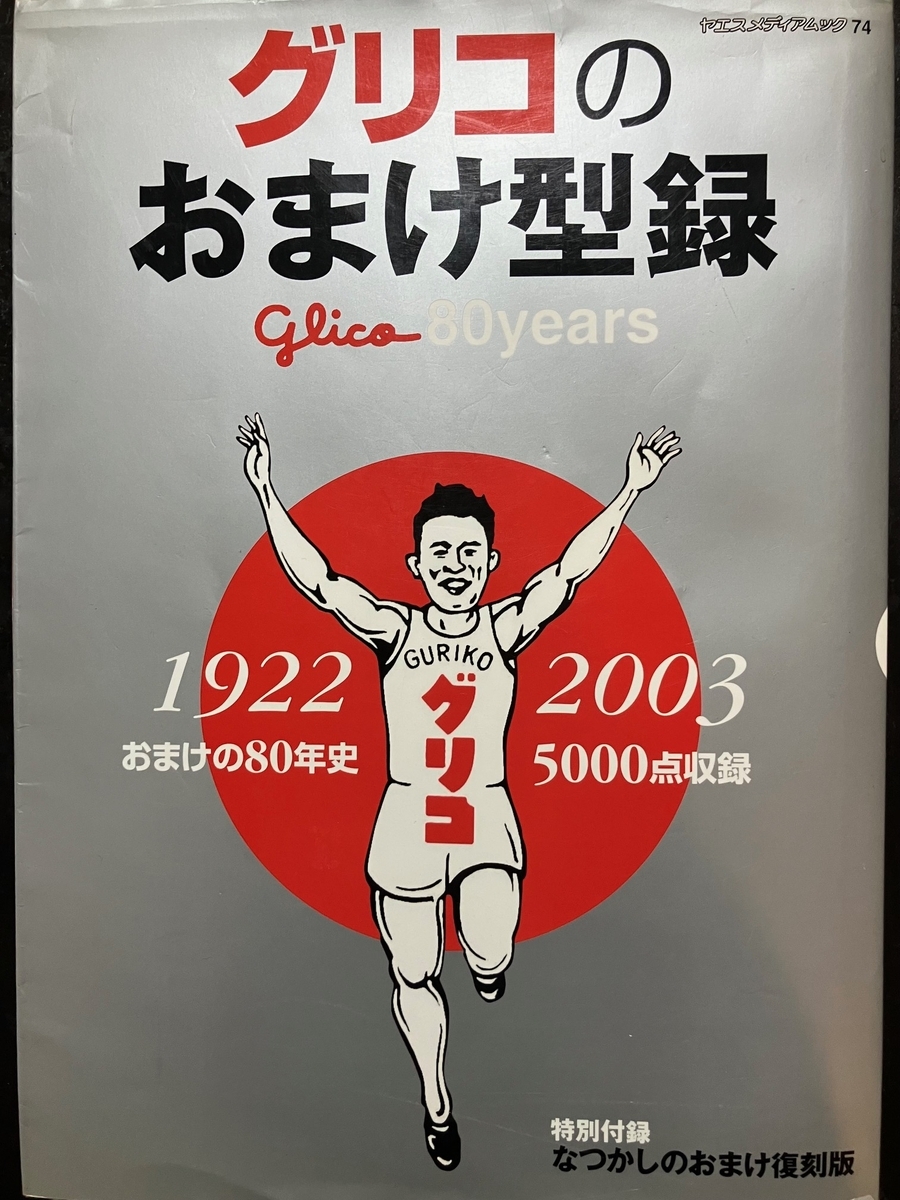 ヤエスメディアムック74
グリコの
おまけ型録
Glico 80years
GURIKO
グリコ
1922
おまけの80年史
2003
5000点収録
特別付録
なつかしのおまけ復刻版